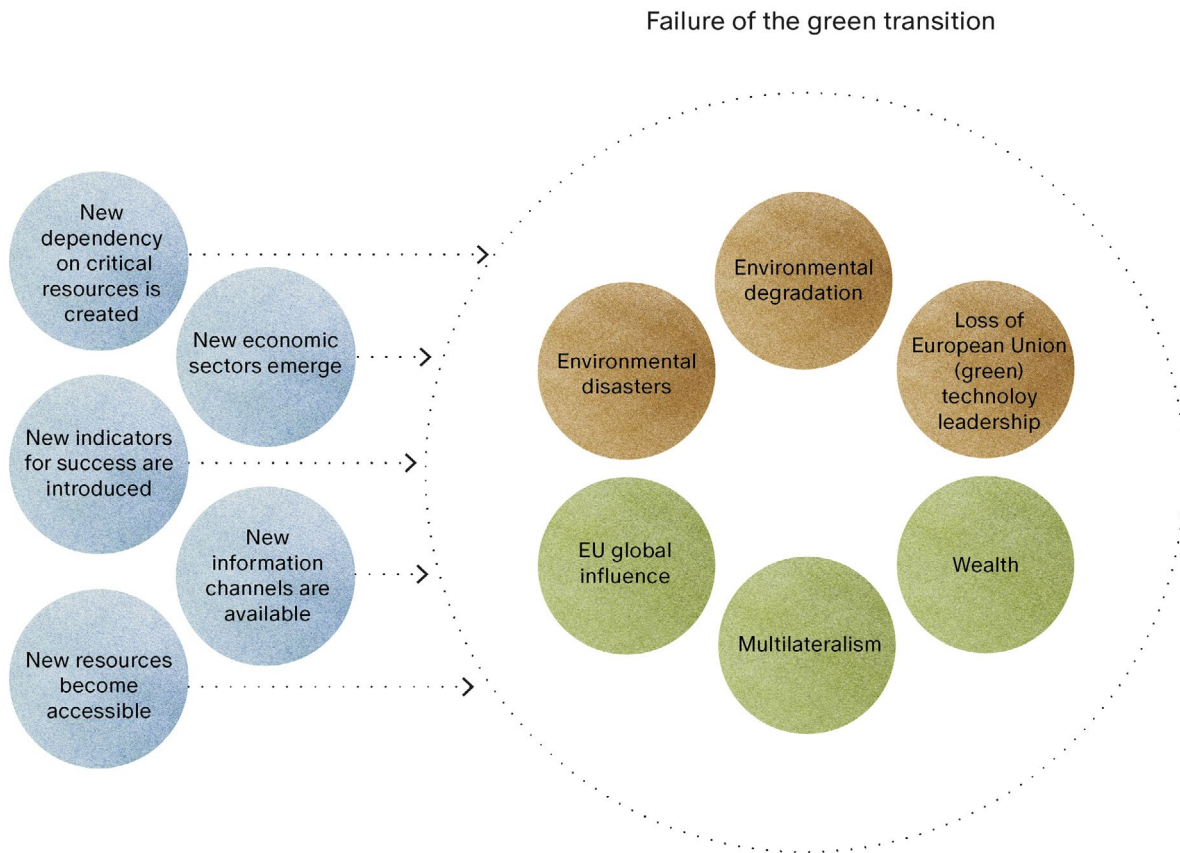 Failure of the green transition
New
dependency
on critical
resources is
created
New economic
sectors emerge
New indicators
for success are
introduced
New
information
channels are
available
New resources
become
accessible
Environmental
degradation
Environmental
disasters
Loss of
European Union
(green)
technoloy
leadership
EU global
influence
Multilateralism
Wealth